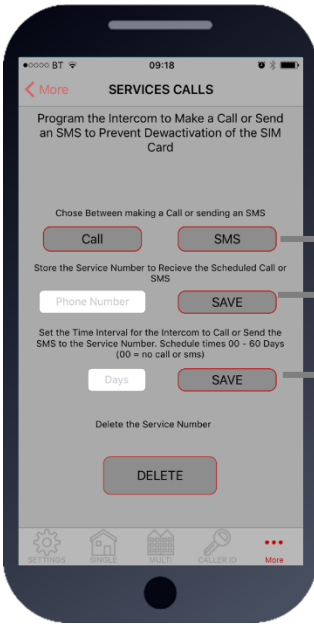 BT 09:18
More SERVICES CALLS
Program the Intercom to Make a Call or Send
an SMS to Prevent Dewactivation of the SIM
Card
Chose Between making a Call or sending an SMS
Call SMS
Store the Service Number to Recieve the Scheduled Call or
SMS
Phone Number SAVE
Set the Time Interval for the Intercom to Call or Send the
SMS to the Service Number. Schedule times 00 - 60 Days
(00 = no call or sms)
Days SAVE
Delete the Service Number
DELETE
SETTINGS SINGLE MULTI CALLER ID More